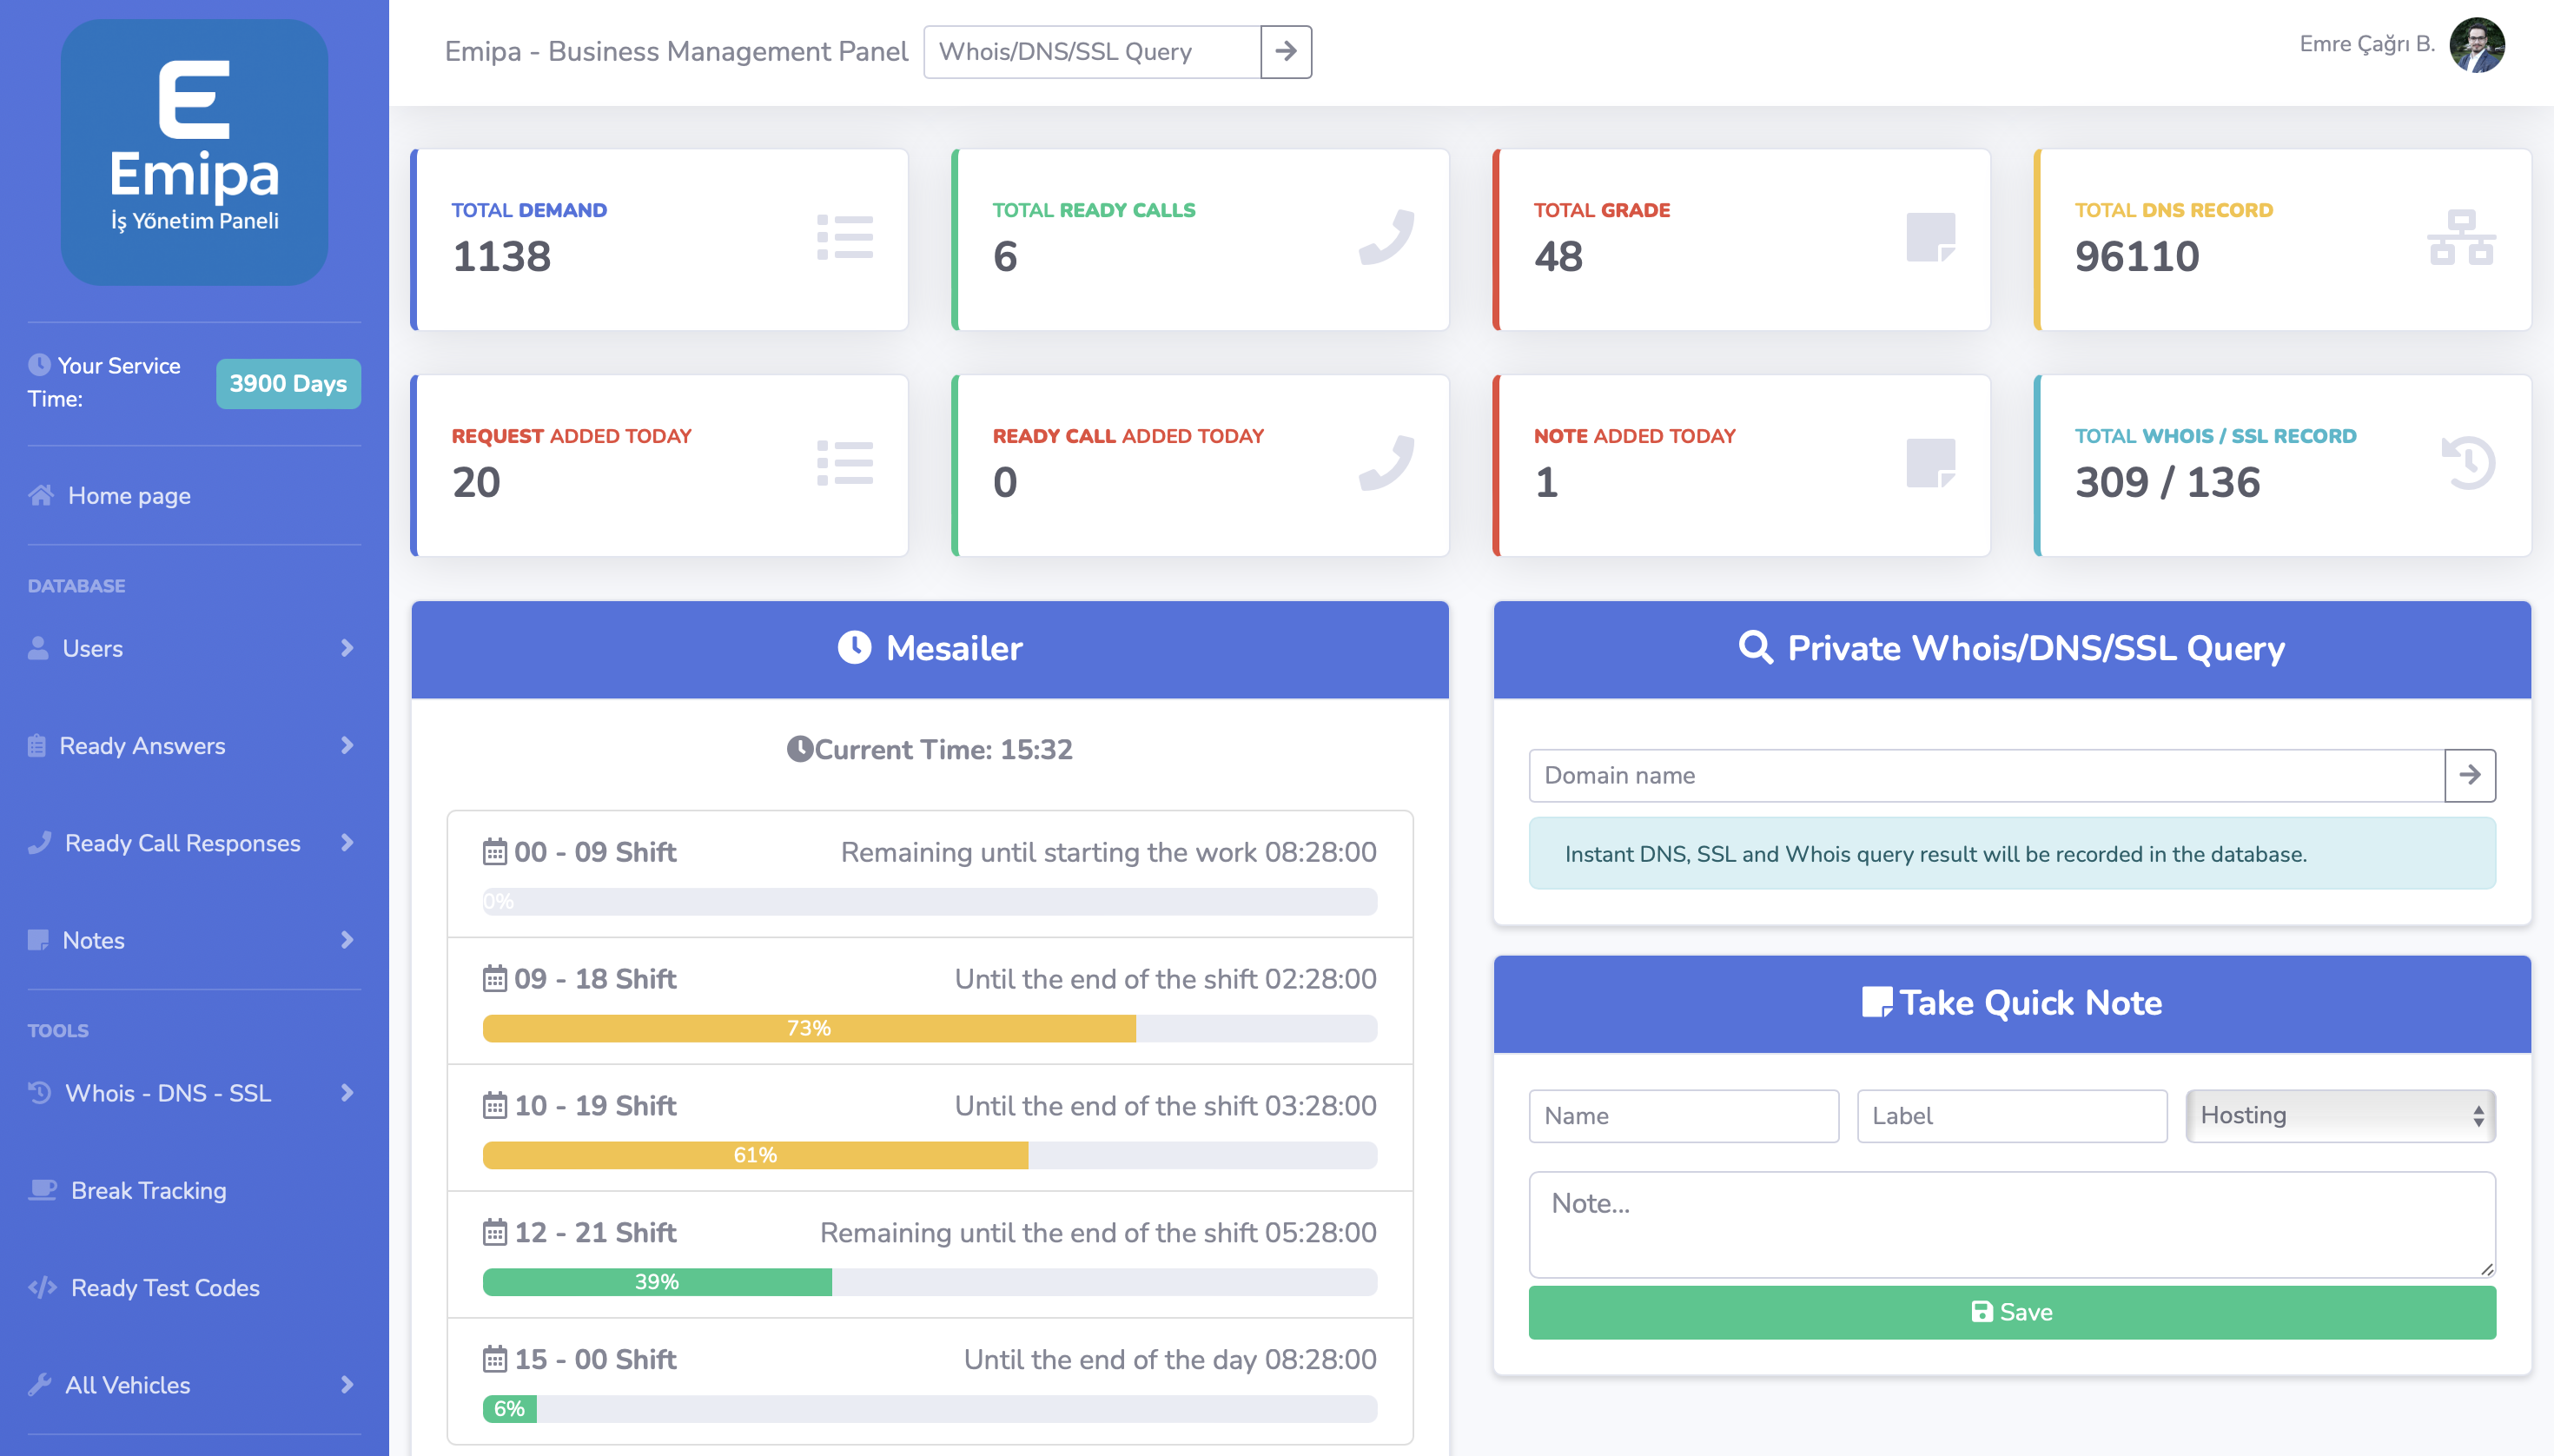 Emipa
İş Yönetim Paneli
Your Service
Time:
3900 Days
Home page
DATABASE
Users
Ready Answers
Ready Call Responses
Notes
TOOLS
Whois - DNS - SSL
Break Tracking
Ready Test Codes
All Vehicles
Emipa - Business Management Panel
Whois/DNS/SSL Query
Emre Çağrı B.
TOTAL DEMAND
1138
TOTAL READY CALLS
6
TOTAL GRADE
48
TOTAL DNS RECORD
96110
REQUEST ADDED TODAY
20
READY CALL ADDED TODAY
0
NOTE ADDED TODAY
1
TOTAL WHOIS / SSL RECORD
309 / 136
Mesailer
Current Time: 15:32
00 - 09 Shift
Remaining until starting the work 08:28:00
0%
09 - 18 Shift
Until the end of the shift 02:28:00
73%
10 - 19 Shift
Until the end of the shift 03:28:00
61%
12 - 21 Shift
Remaining until the end of the shift 05:28:00
39%
15 - 00 Shift
Until the end of the day 08:28:00
6%
Private Whois/DNS/SSL Query
Domain name
Instant DNS, SSL and Whois query result will be recorded in the database.
Take Quick Note
Name
Label
Hosting
Note...
Save